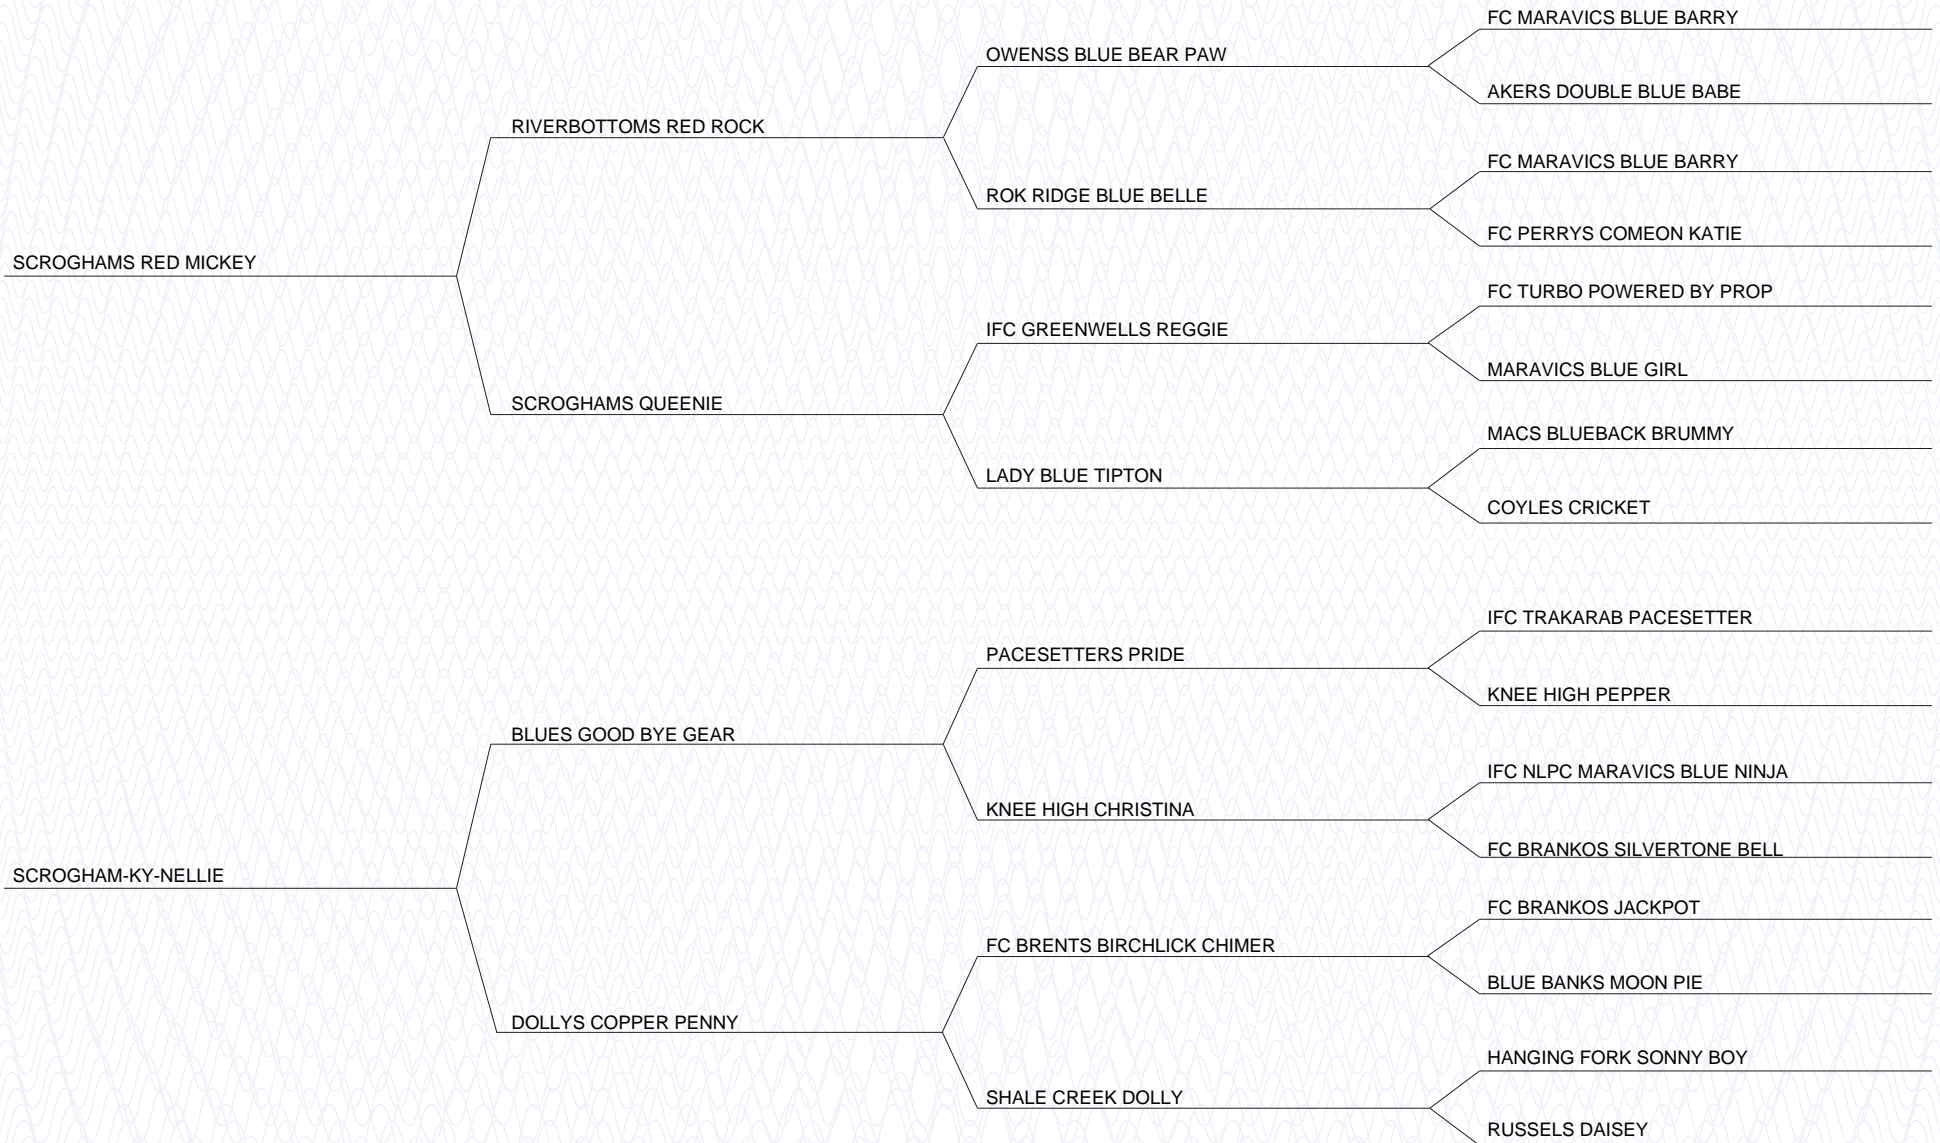 FC MARAVICS BLUE BARRY
OWENSS BLUE BEAR PAW
AKERS DOUBLE BLUE BABE
RIVERBOTTOMS RED ROCK
FC MARAVICS BLUE BARRY
ROK RIDGE BLUE BELLE
FC PERRYS COMEON KATIE
SCROGHAMS RED MICKEY
FC TURBO POWERED BY PROP
IFC GREENWELLS REGGIE
MARAVICS BLUE GIRL
SCROGHAMS QUEENIE
MACS BLUEBACK BRUMMY
LADY BLUE TIPTON
COYLES CRICKET
IFC TRAKARAB PACESETTER
PACESETTERS PRIDE
KNEE HIGH PEPPER
BLUES GOOD BYE GEAR
IFC NLPC MARAVICS BLUE NINJA
KNEE HIGH CHRISTINA
FC BRANKOS SILVERTONE BELL
SCROGHAM-KY-NELLIE
FC BRANKOS JACKPOT
FC BRENTS BIRCHLICK CHIMER
BLUE BANKS MOON PIE
DOLLYS COPPER PENNY
HANGING FORK SONNY BOY
SHALE CREEK DOLLY
RUSSELS DAISEY